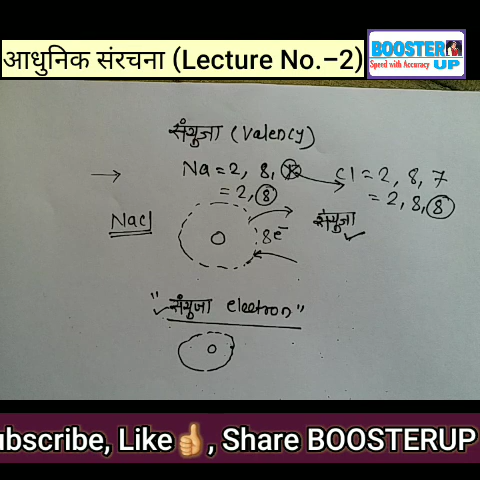 आधुनिक संरचना (Lecture No.–2)
BOOSTER
Speed with Accuracy UP
संयुजा (Valency)
→ Na = 2, 8, 1 Cl = 2, 8, 7
= 2, 8 = 2, 8, 8
NaCl 8e⁻ संयुजा ✓
"संयुजा electron"
ubscribe, Like👍, Share BOOSTERUP